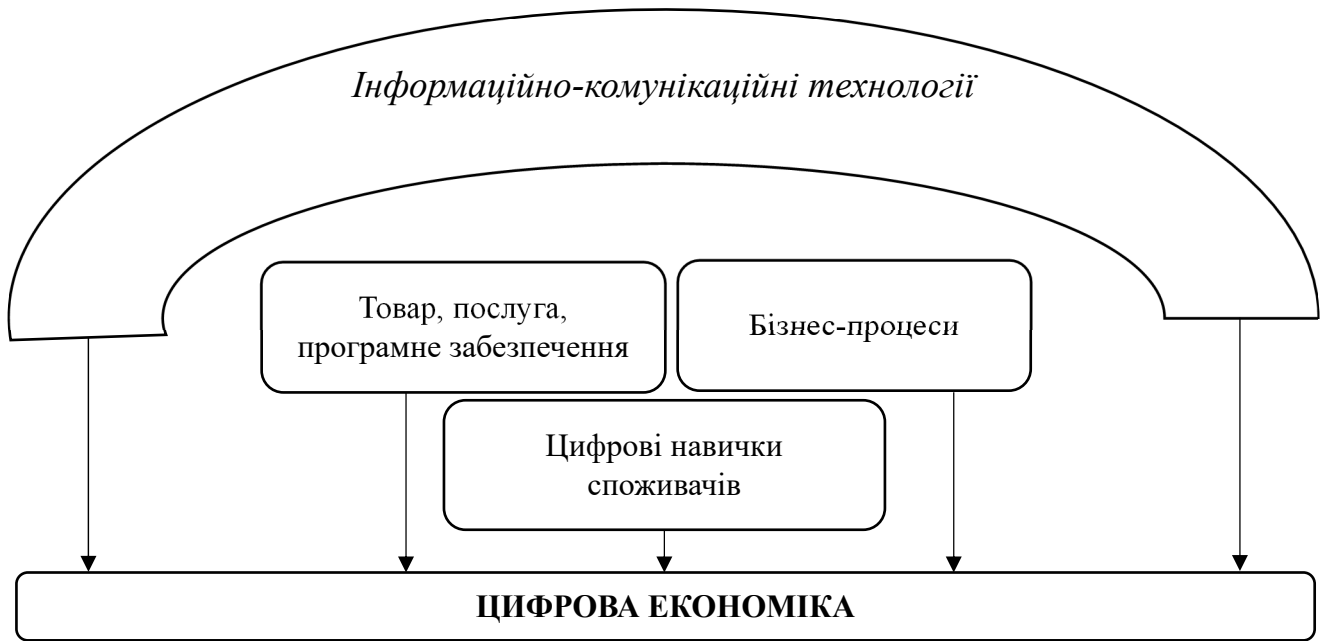 Інформаційно-комунікаційні технології
Товар, послуга,
програмне забезпечення
Бізнес-процеси
Цифрові навички
споживачів
ЦИФРОВА ЕКОНОМІКА